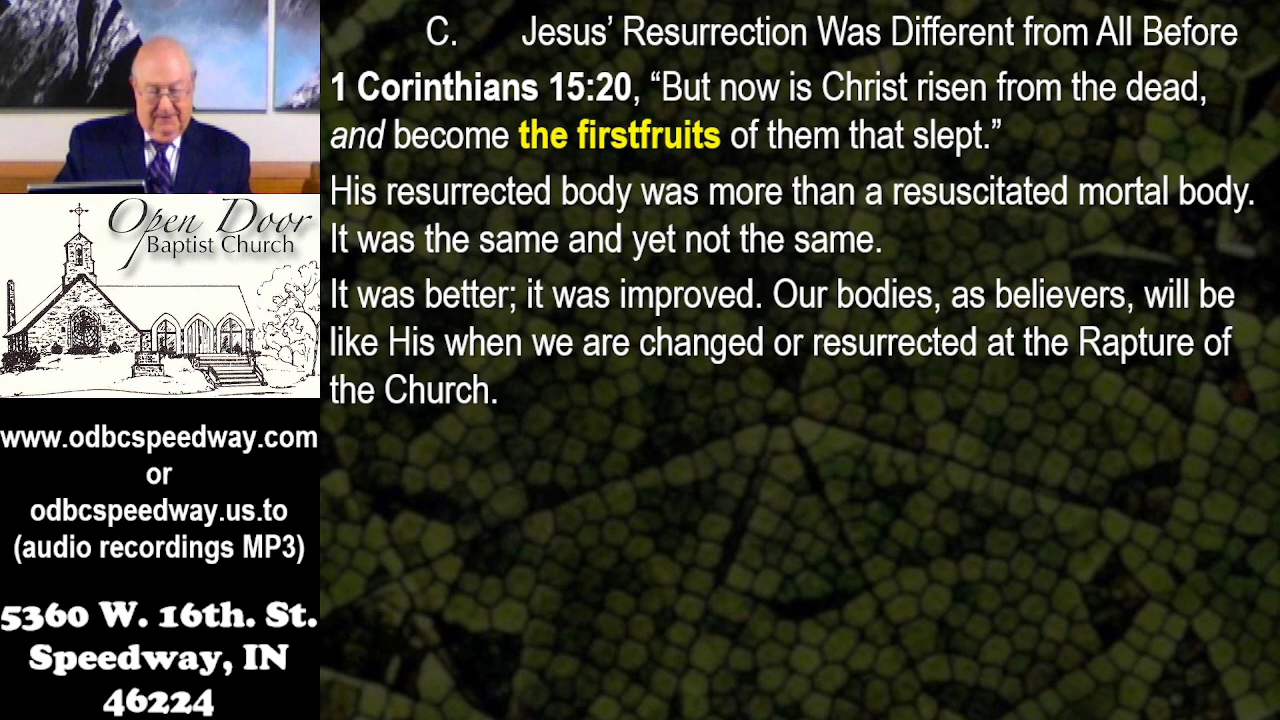 C. Jesus’ Resurrection Was Different from All Before
1 Corinthians 15:20, “But now is Christ risen from the dead,
and become the firstfruits of them that slept.”
His resurrected body was more than a resuscitated mortal body.
It was the same and yet not the same.
It was better; it was improved. Our bodies, as believers, will be
like His when we are changed or resurrected at the Rapture of
the Church.
Open Door
Baptist Church
www.odbcspeedway.com
or
odbcspeedway.us.to
(audio recordings MP3)
5360 W. 16th. St.
Speedway, IN
46224